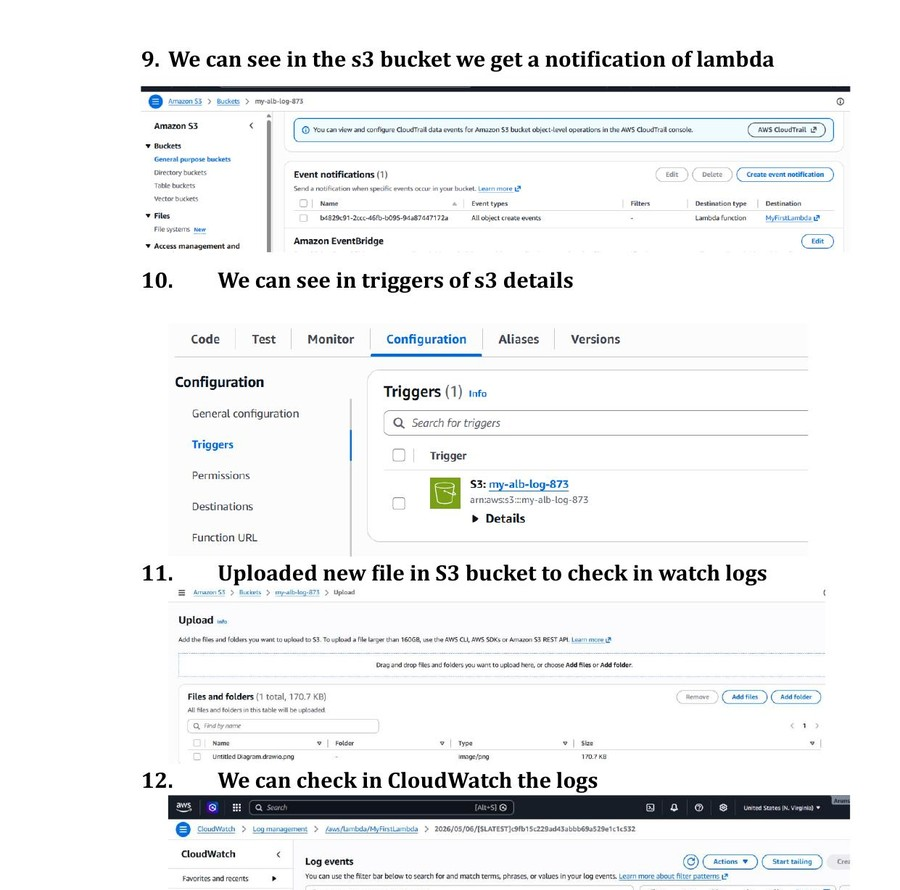 9. We can see in the s3 bucket we get a notification of lambda
Amazon S3 > Buckets > my-alb-log-873
Amazon S3
You can view and configure CloudTrail data events for Amazon S3 bucket object-level operations in the AWS CloudTrail console.
AWS CloudTrail
Buckets
General purpose buckets
Directory buckets
Table buckets
Vector buckets
Files
File systems New
Access management and
Event notifications (1)
Edit
Delete
Create event notification
Send a notification when specific events occur in your bucket. Learn more
Name Event types Filters Destination type Destination
b4829c91-2ccc-46fb-b095-94a87447172a All object create events - Lambda function MyFirstLambda
Amazon EventBridge
Edit
10. We can see in triggers of s3 details
Code Test Monitor Configuration Aliases Versions
Configuration
General configuration
Triggers
Permissions
Destinations
Function URL
Triggers (1) Info
Search for triggers
Trigger
S3: my-alb-log-873
arn:aws:s3:::my-alb-log-873
Details
11. Uploaded new file in S3 bucket to check in watch logs
Amazon S3 > Buckets > my-alb-log-873 > Upload
Upload Info
Add the files and folders you want to upload to S3. To upload a file larger than 160GB, use the AWS CLI, AWS SDKs or Amazon S3 REST API. Learn more
Drag and drop files and folders you want to upload here, or choose Add files or Add folder.
Files and folders (1 total, 170.7 KB)
Remove
Add files
Add folder
All files and folders in this table will be uploaded.
Find by name
< 1 >
Name Folder Type Size
Untitled Diagram.drawio.png - image/png 170.7 KB
12. We can check in CloudWatch the logs
aws Search [Alt+S] United States (N. Virginia)
CloudWatch > Log management > /aws/lambda/MyFirstLambda > 2026/05/06/[$LATEST]c9fb15c229ad43abbb69a529e1c1c532
CloudWatch
Favorites and recents
Log events
Actions
Start tailing
You can use the filter bar below to search for and match terms, phrases, or values in your log events. Learn more about filter patterns